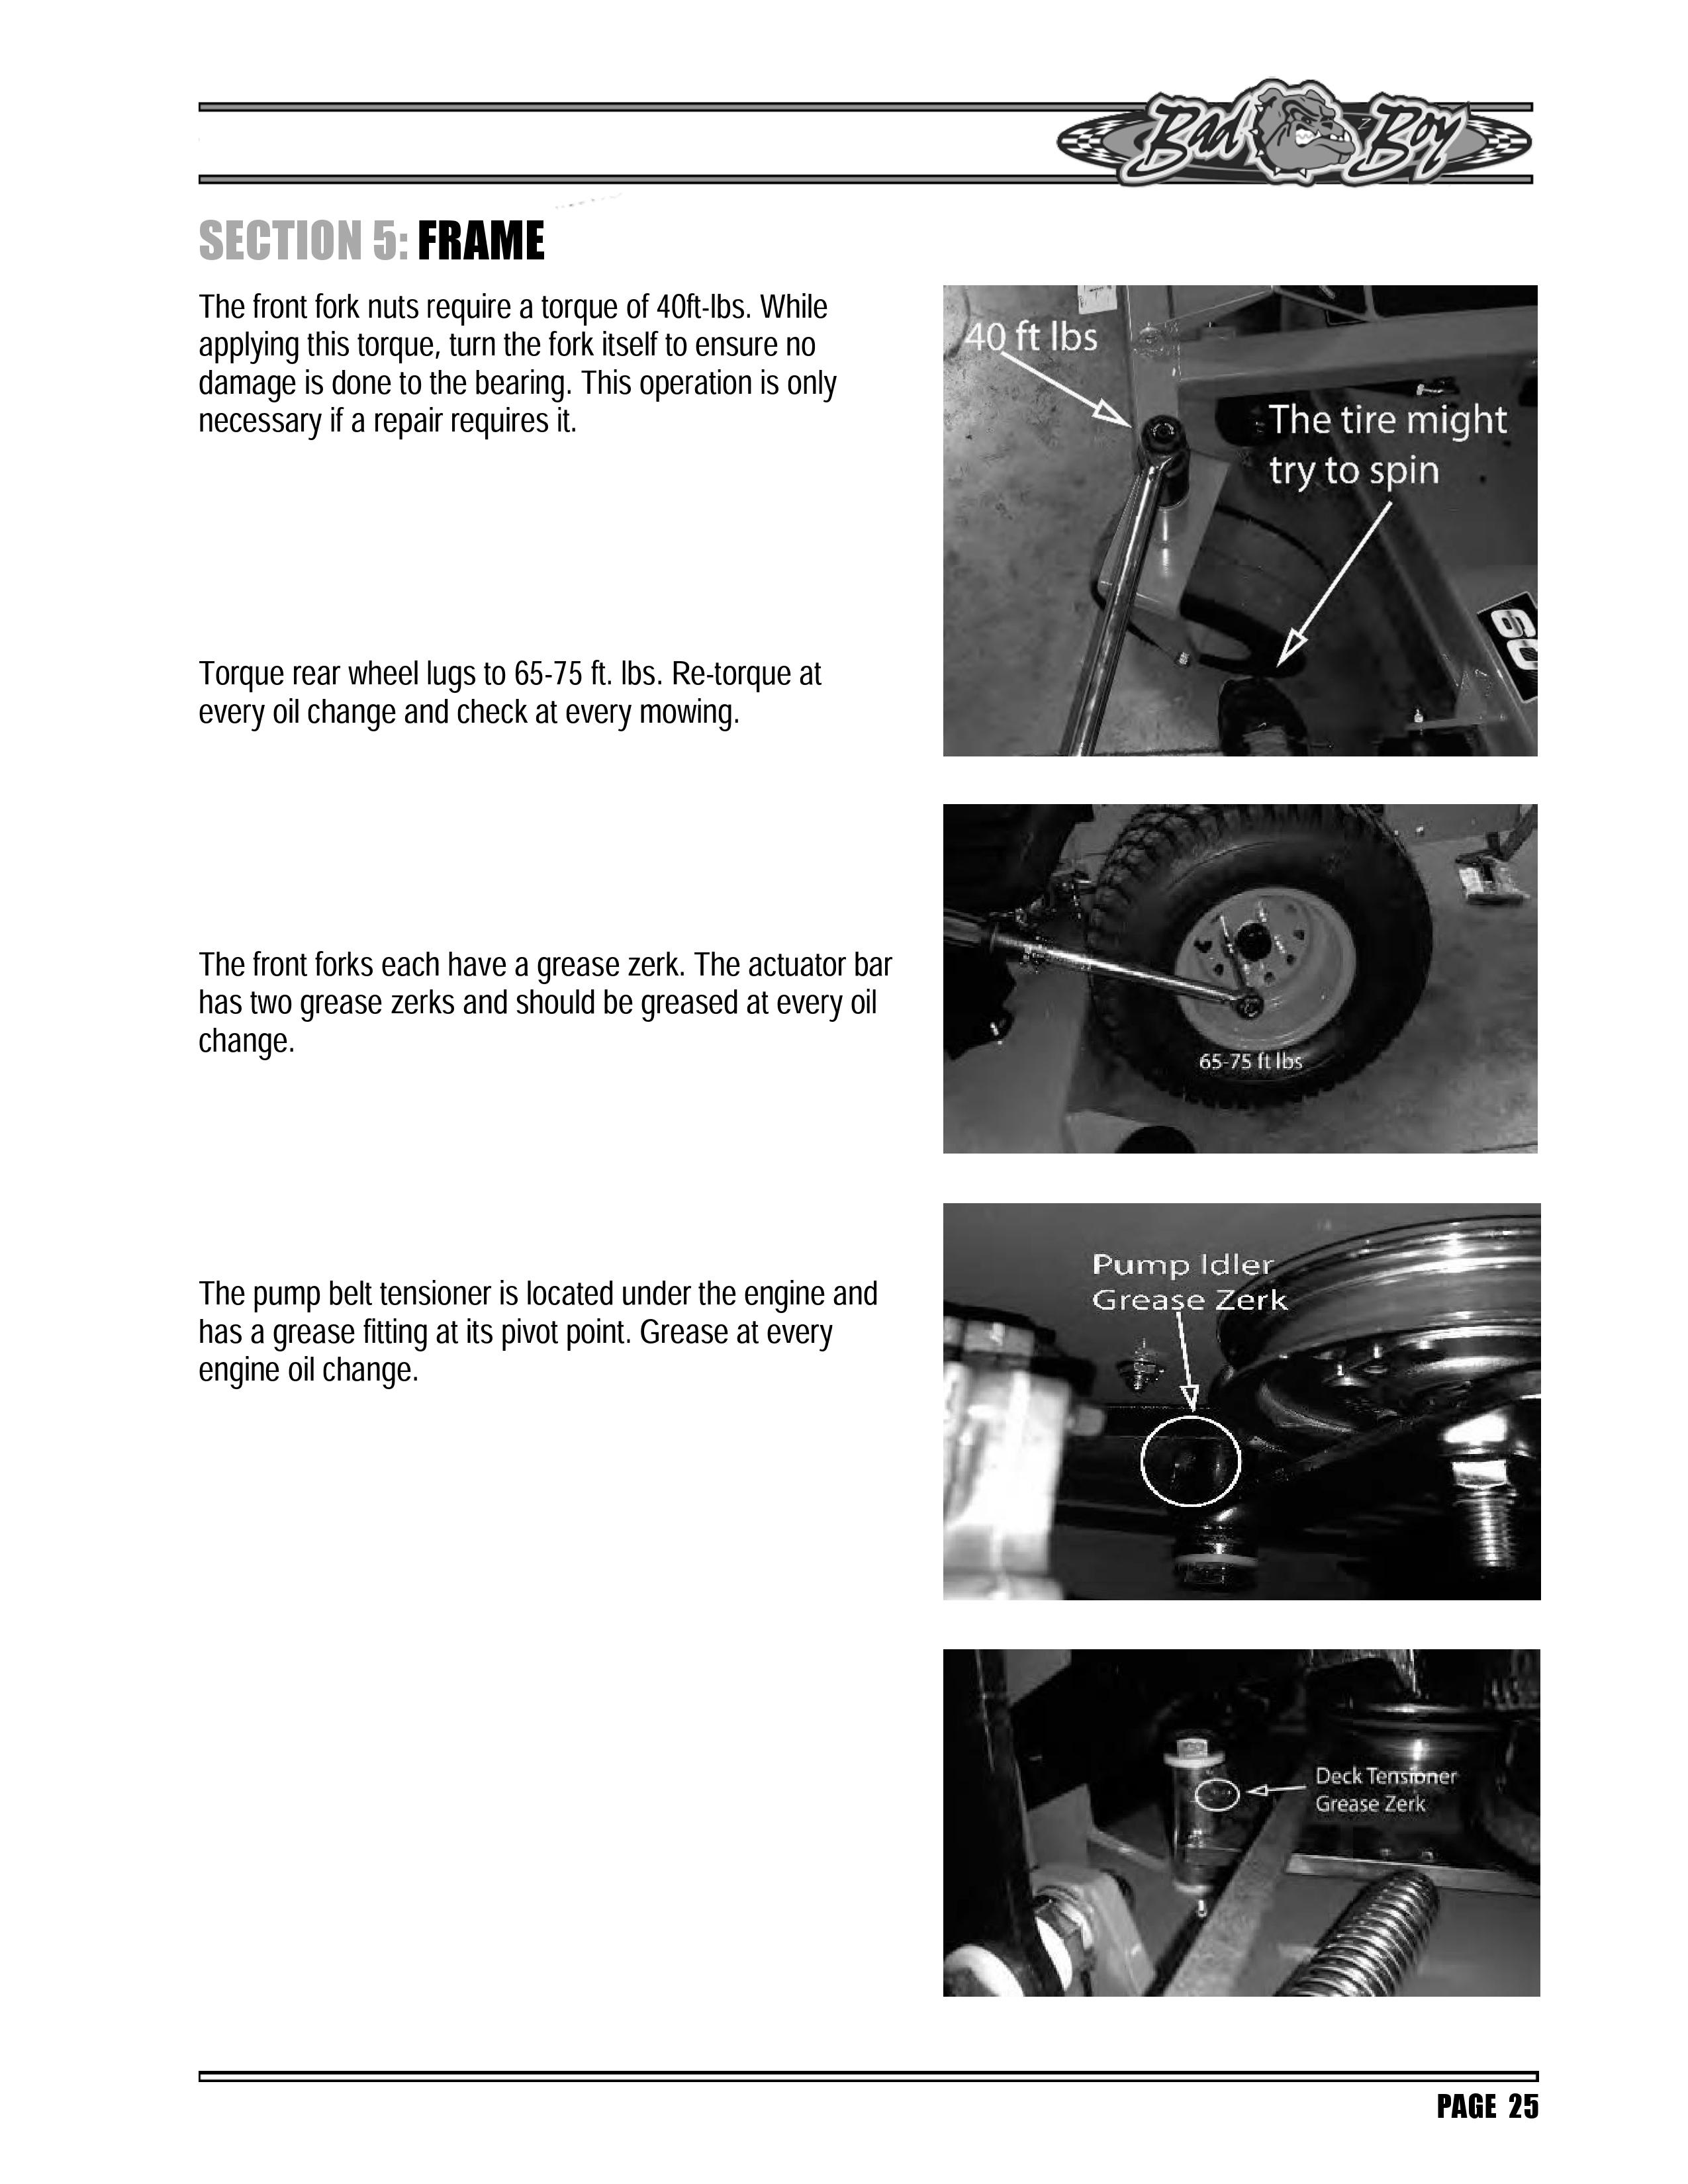 Bad Boy
SECTION 5: FRAME
The front fork nuts require a torque of 40ft-lbs. While
applying this torque, turn the fork itself to ensure no
damage is done to the bearing. This operation is only
necessary if a repair requires it.
40 ft lbs
The tire might
try to spin
60
Torque rear wheel lugs to 65-75 ft. lbs. Re-torque at
every oil change and check at every mowing.
65-75 ft lbs
The front forks each have a grease zerk. The actuator bar
has two grease zerks and should be greased at every oil
change.
The pump belt tensioner is located under the engine and
has a grease fitting at its pivot point. Grease at every
engine oil change.
Pump Idler
Grease Zerk
Deck Tensioner
Grease Zerk
PAGE 25